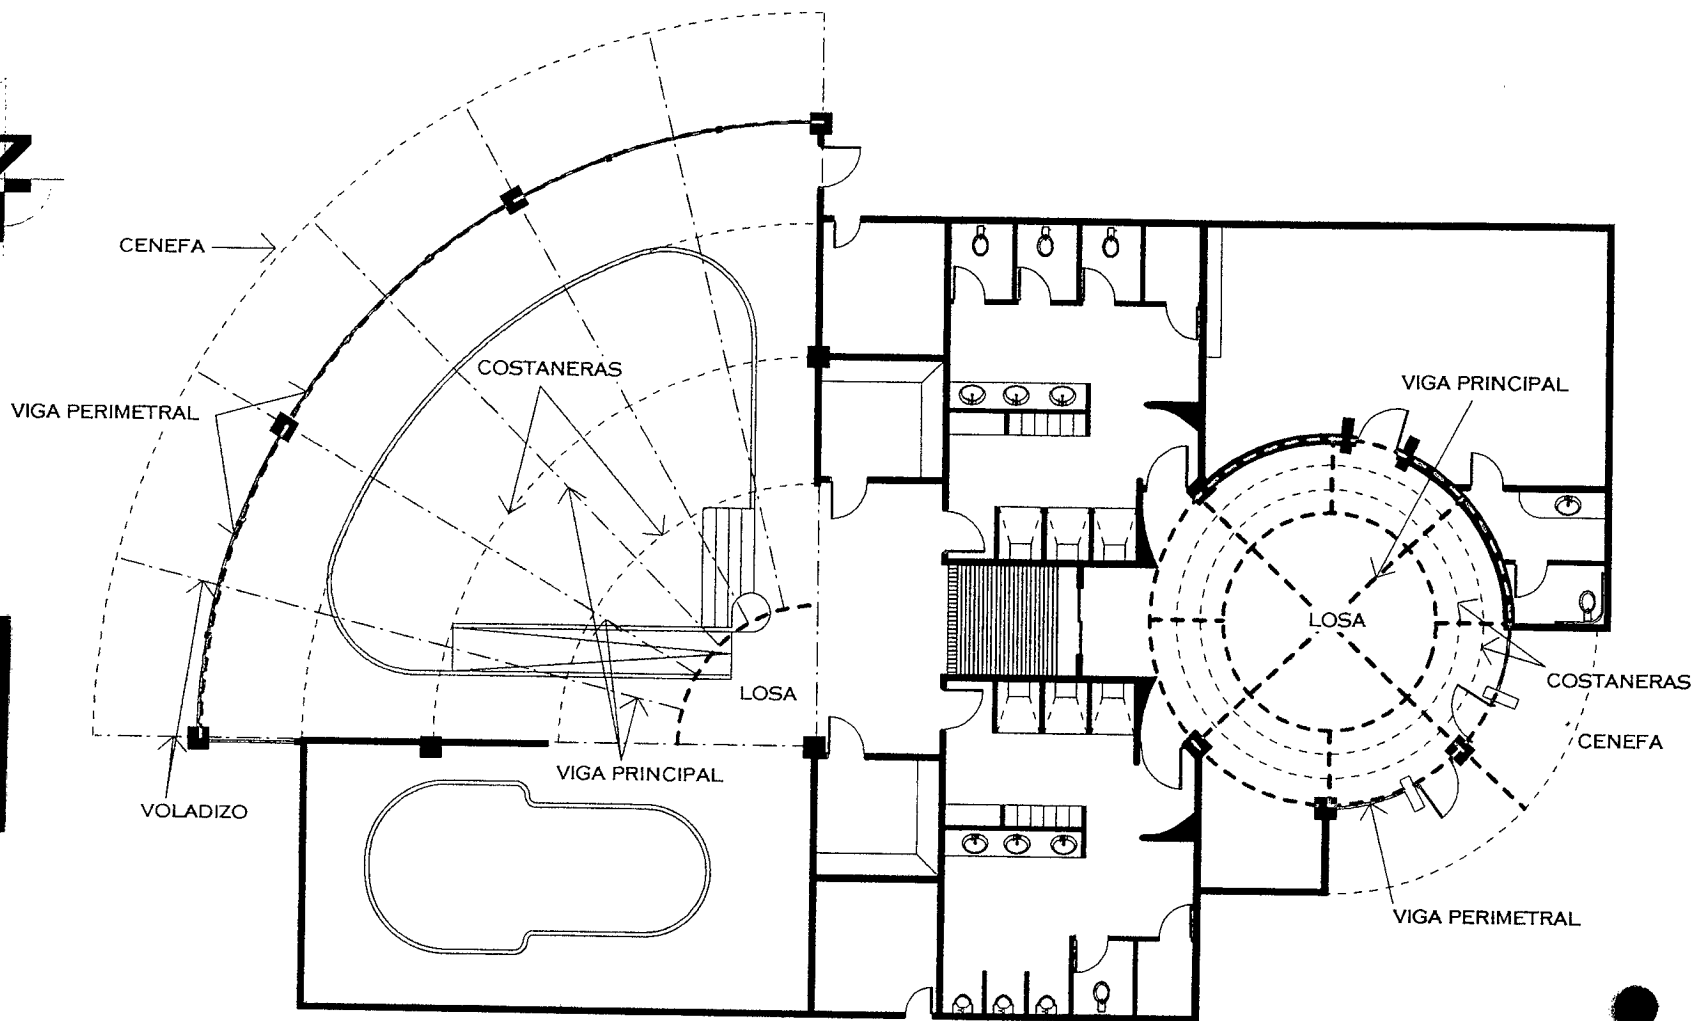 CENEFA
COSTANERAS
VIGA PERIMETRAL
VIGA PRINCIPAL
LOSA
LOSA
COSTANERAS
CENEFA
VIGA PRINCIPAL
VOLADIZO
VIGA PERIMETRAL